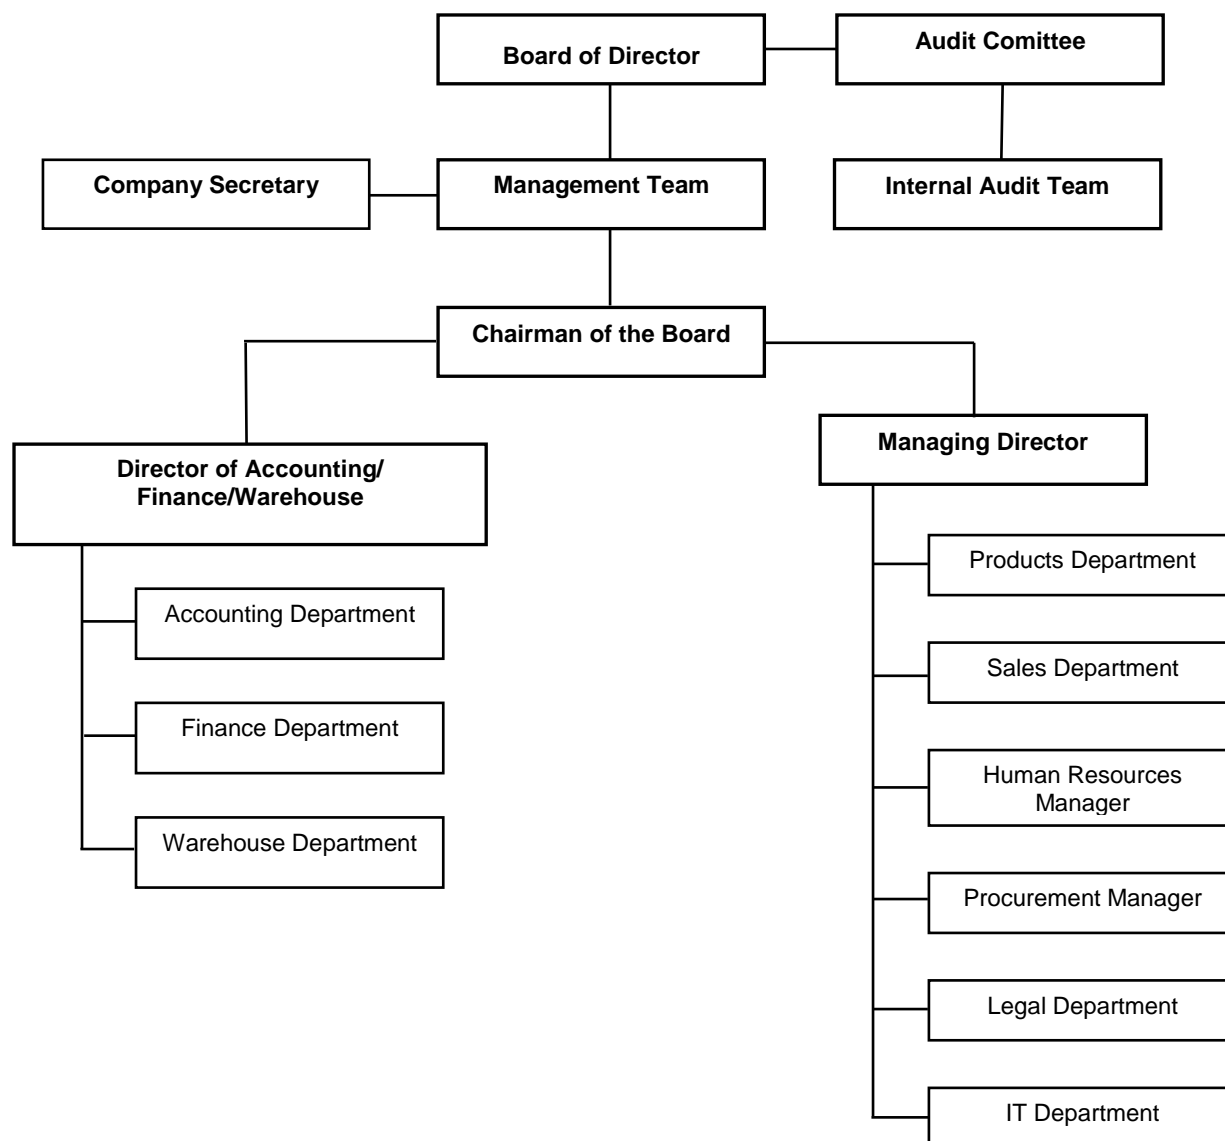 Board of Director
Audit Comittee
Company Secretary
Management Team
Internal Audit Team
Chairman of the Board
Director of Accounting/
Finance/Warehouse
Managing Director
Accounting Department
Finance Department
Warehouse Department
Products Department
Sales Department
Human Resources
Manager
Procurement Manager
Legal Department
IT Department